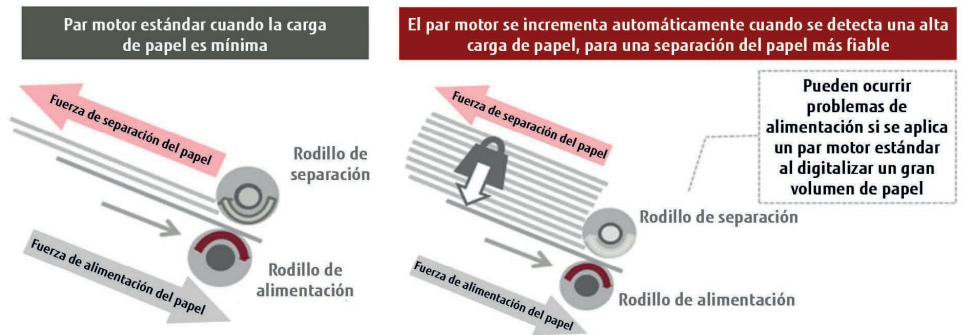 Par motor estándar cuando la carga
de papel es mínima
Fuerza de separación del papel
Rodillo de
separación
Fuerza de alimentación del papel
Rodillo de
alimentación
El par motor se incrementa automáticamente cuando se detecta una alta
carga de papel, para una separación del papel más fiable
Fuerza de separación del papel
Pueden ocurrir
problemas de
alimentación si se aplica
un par motor estándar
al digitalizar un gran
volumen de papel
Rodillo de separación
Fuerza de alimentación del papel
Rodillo de alimentación